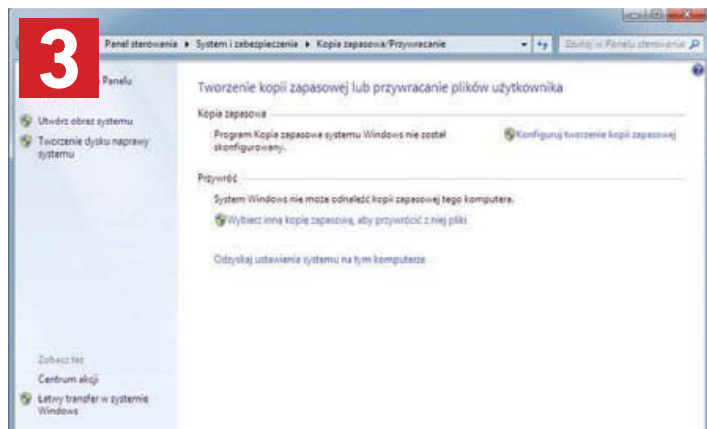 3
Panel sterowania ▸ System i zabezpieczenia ▸ Kopia zapasowa/Przywracanie
Szukaj w Panelu sterowania
Panelu
Utwórz obraz systemu
Tworzenie dysku naprawy
systemu
Tworzenie kopii zapasowej lub przywracanie plików użytkownika
Kopia zapasowa
Program Kopia zapasowa systemu Windows nie został
skonfigurowany.
Konfiguruj tworzenie kopii zapasowej
Przywróć
System Windows nie może odnaleźć kopii zapasowej tego komputera.
Wybierz inną kopię zapasową, aby przywrócić z niej pliki
Odzyskaj ustawienia systemu na tym komputerze
Zobacz też
Centrum akcji
Łatwy transfer w systemie
Windows